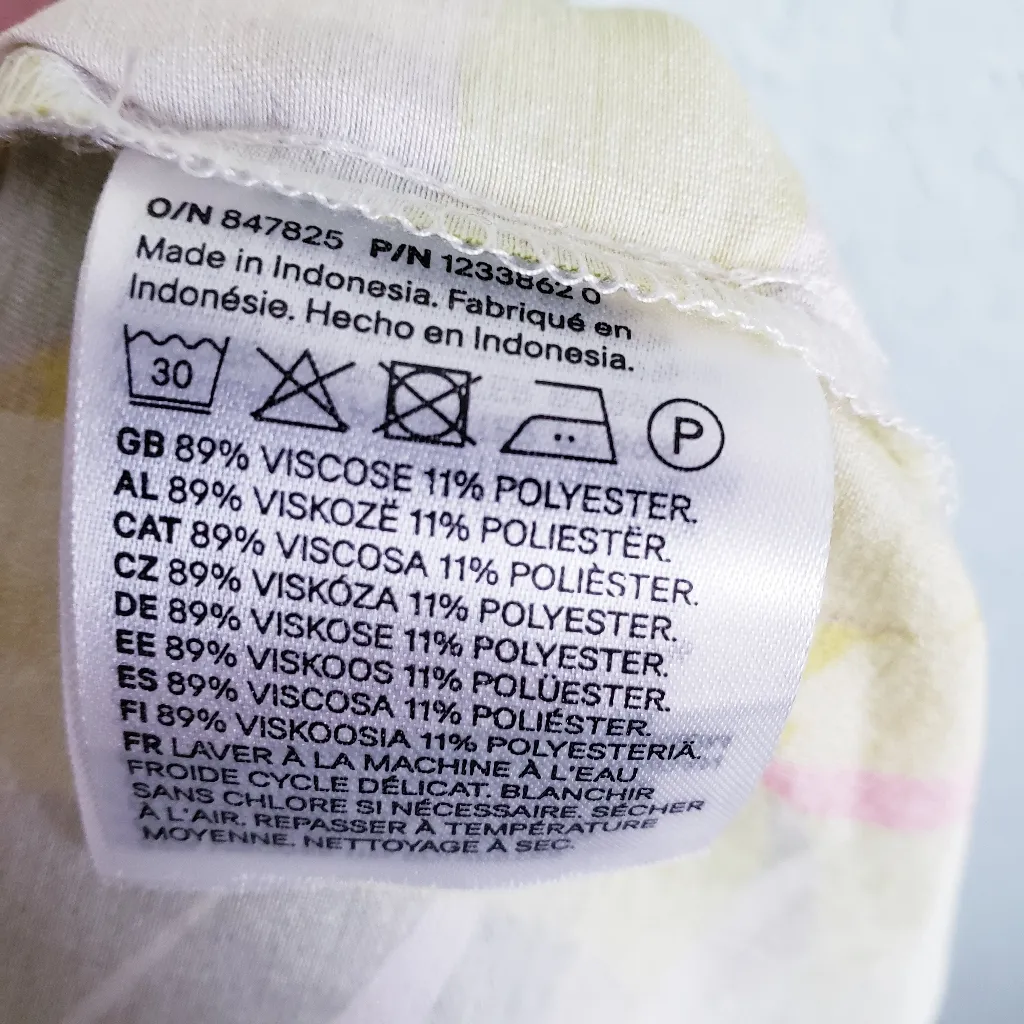 O/N 847825 P/N 1233862 0
Made in Indonesia. Fabriqué en
Indonésie. Hecho en Indonesia.
30 P
GB 89% VISCOSE 11% POLYESTER.
AL 89% VISKOZË 11% POLIESTËR.
CAT 89% VISCOSA 11% POLIÈSTER.
CZ 89% VISKÓZA 11% POLYESTER.
DE 89% VISKOSE 11% POLYESTER.
EE 89% VISKOOS 11% POLÜESTER.
ES 89% VISCOSA 11% POLIÉSTER.
FI 89% VISKOOSIA 11% POLYESTERIÄ.
FR LAVER À LA MACHINE À L'EAU
FROIDE CYCLE DÉLICAT. BLANCHIR
SANS CHLORE SI NÉCESSAIRE. SÉCHER
À L'AIR. REPASSER À TEMPÉRATURE
MOYENNE. NETTOYAGE À SEC.